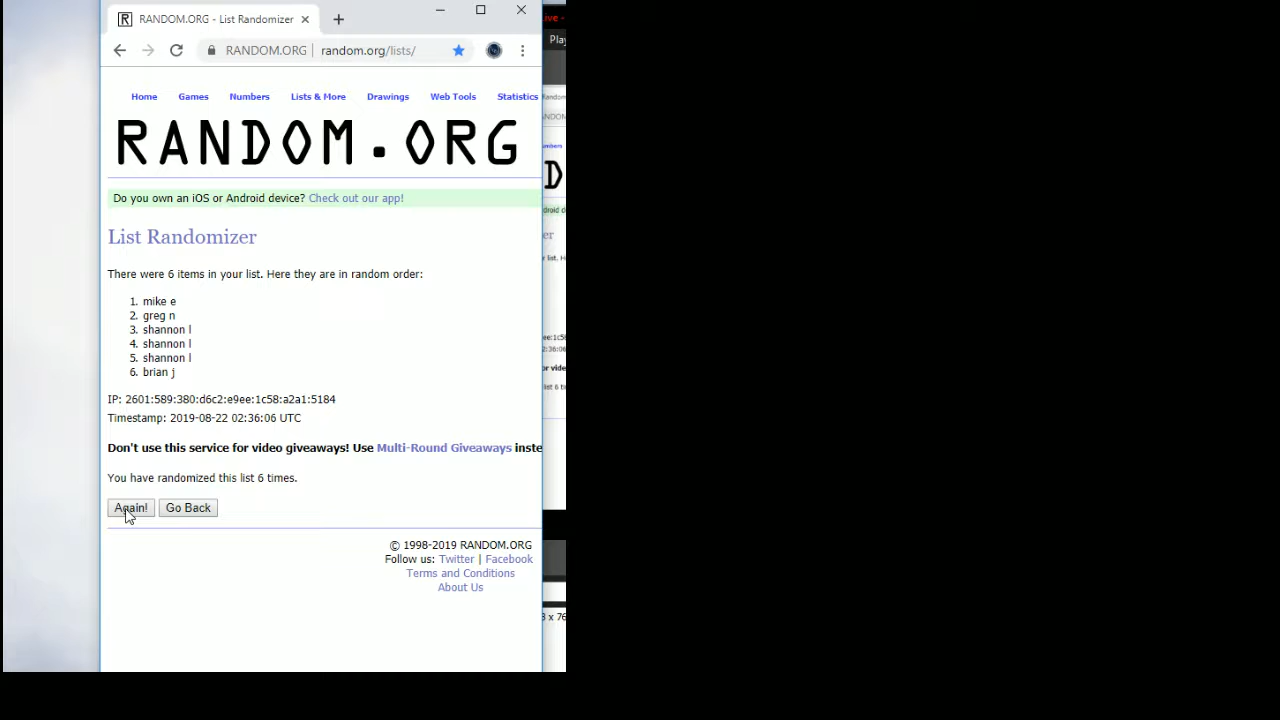 RANDOM.ORG - List Randomizer
RANDOM.ORG | random.org/lists/
Home Games Numbers Lists & More Drawings Web Tools Statistics
RANDOM.ORG
Do you own an iOS or Android device? Check out our app!
List Randomizer
There were 6 items in your list. Here they are in random order:
1. mike e
2. greg n
3. shannon l
4. shannon l
5. shannon l
6. brian j
IP: 2601:589:380:d6c2:e9ee:1c58:a2a1:5184
Timestamp: 2019-08-22 02:36:06 UTC
Don't use this service for video giveaways! Use Multi-Round Giveaways inste
You have randomized this list 6 times.
Again! Go Back
© 1998-2019 RANDOM.ORG
Follow us: Twitter | Facebook
Terms and Conditions
About Us